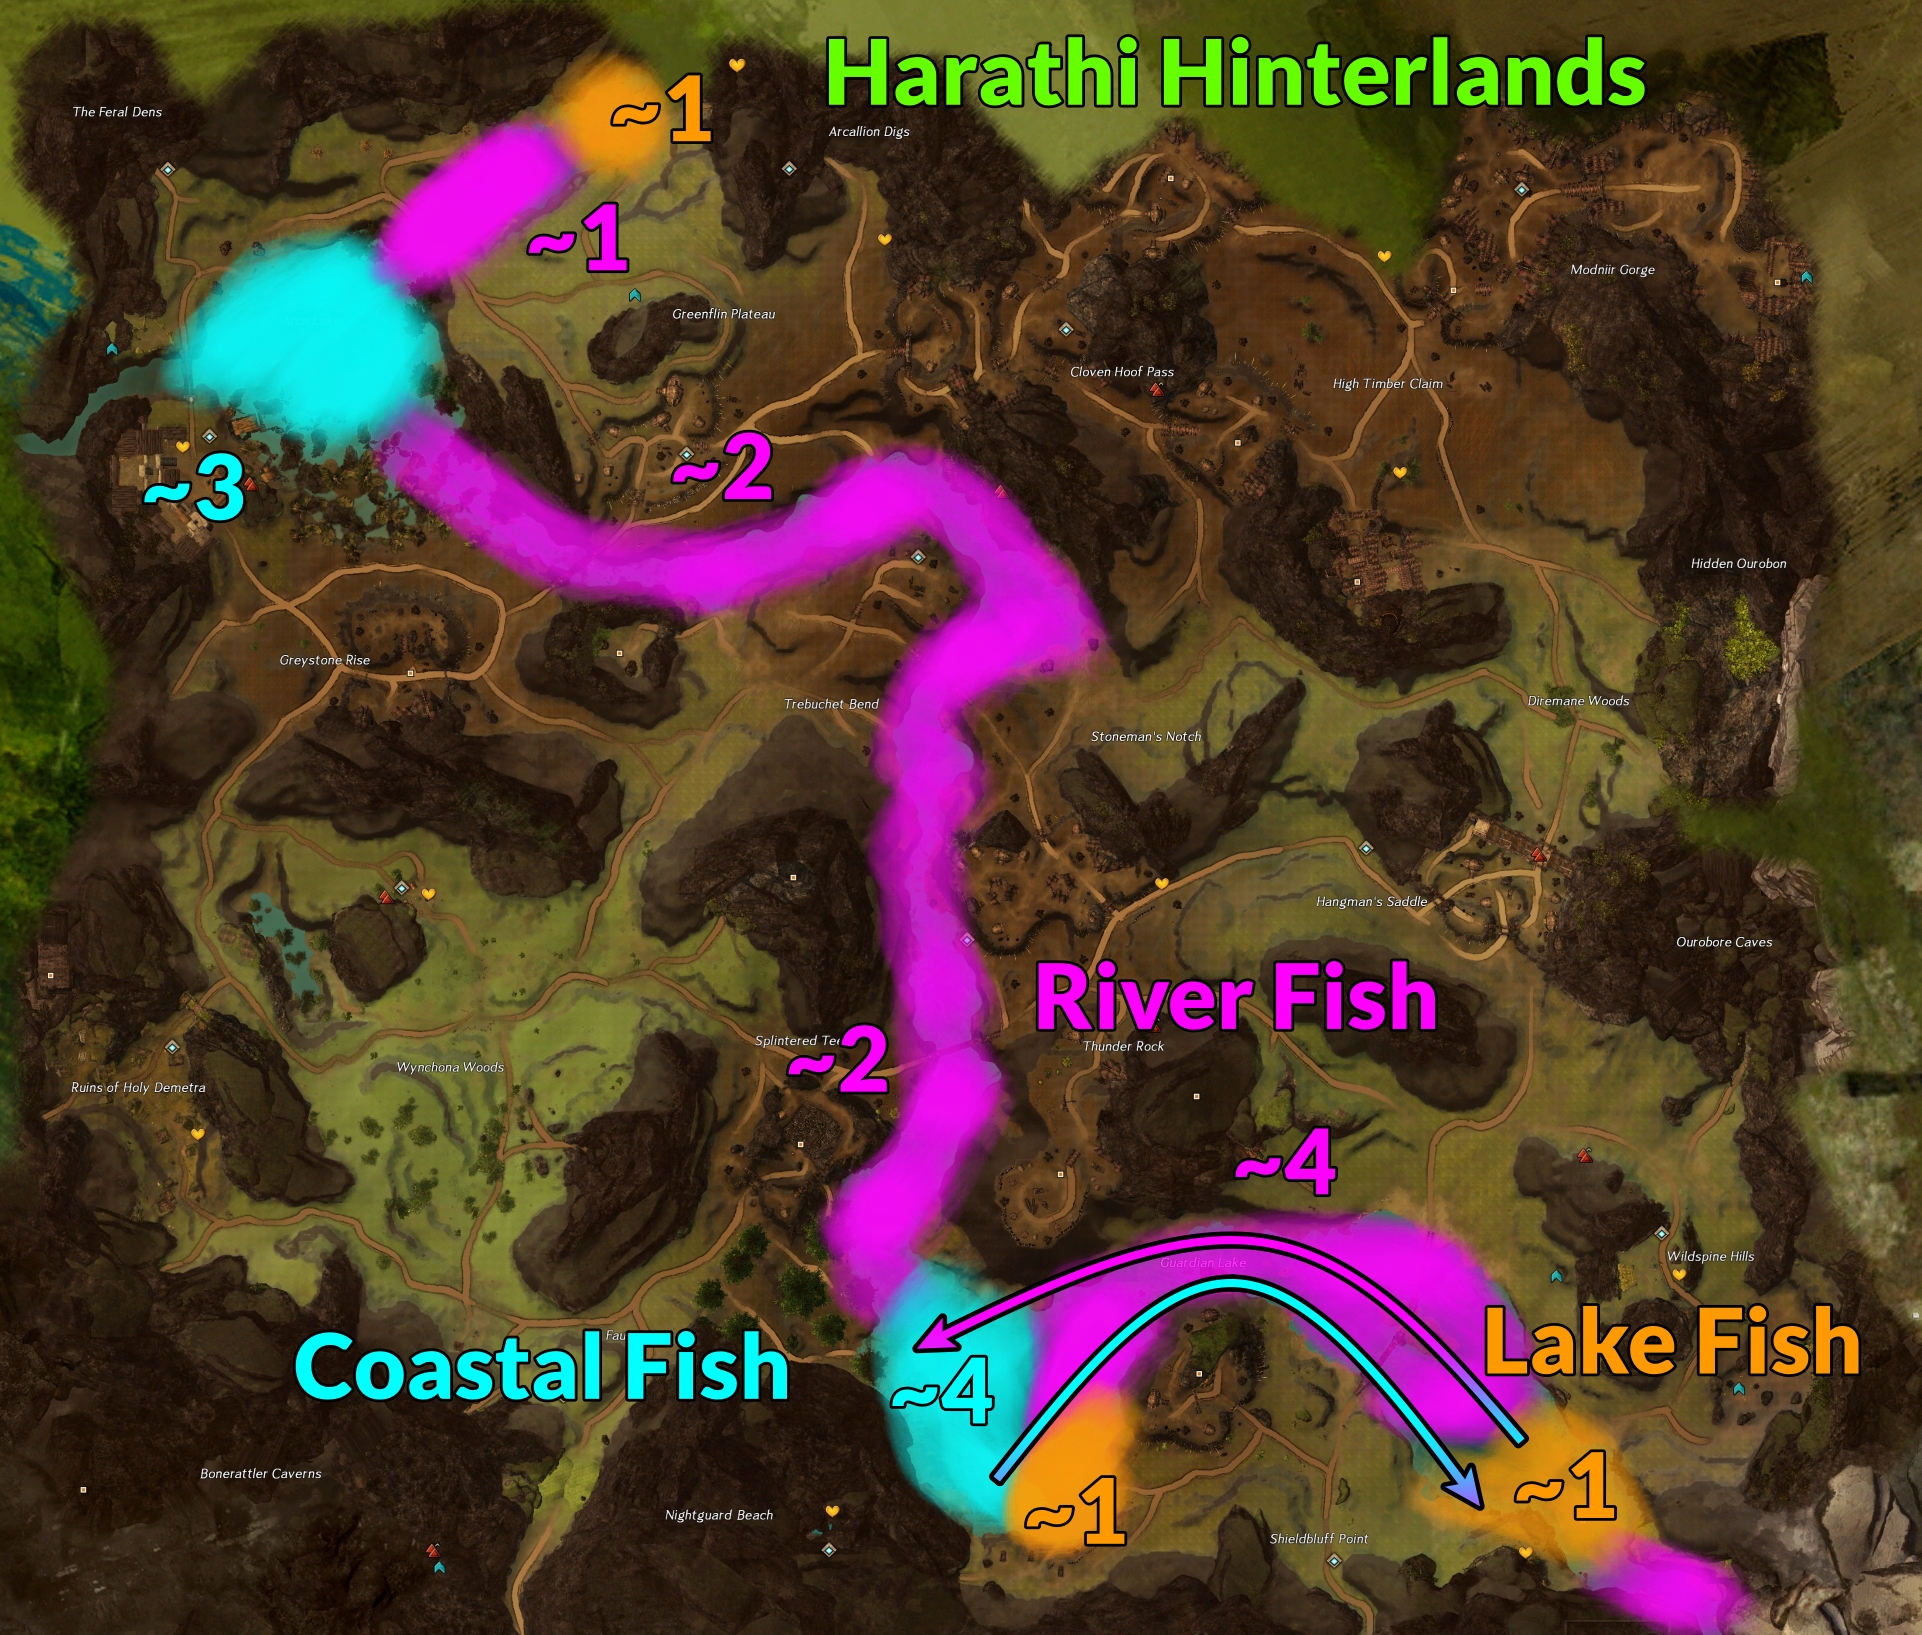 Harathi Hinterlands
The Feral Dens
~1
Arcallion Digs
~1
Modniir Gorge
Greenflin Plateau
Cloven Hoof Pass
High Timber Claim
~2
~3
Hidden Ourobon
Greystone Rise
Trebuchet Bend
Diremane Woods
Stoneman's Notch
Hangman's Saddle
Ourobore Caves
River Fish
Splintered Te
~2
Thunder Rock
Wynchona Woods
Ruins of Holy Demetra
~4
Guardian Lake
Wildspine Hills
Coastal Fish
Fau
Lake Fish
~4
Bonerattler Caverns
~1
~1
Nightguard Beach
Shieldbluff Point